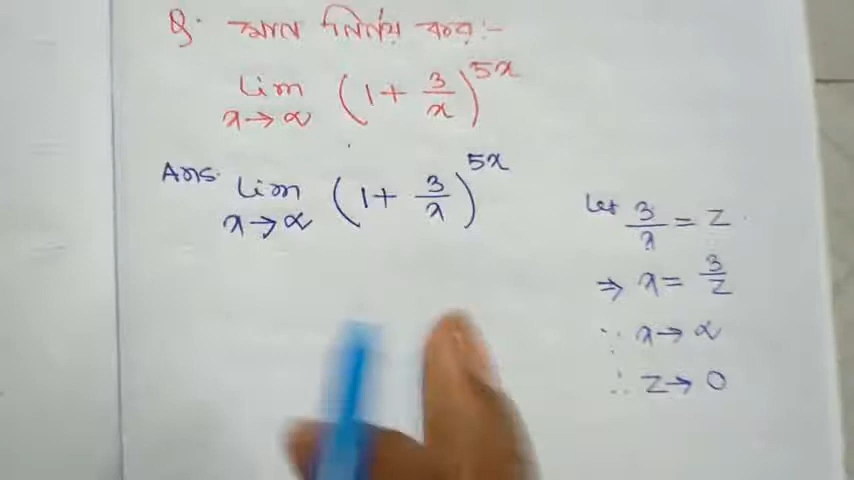 Q. মান নির্ণয় কর:-
lim x→∝ (1 + 3/x)^5x
Ans. lim x→∝ (1 + 3/x)^5x
Let 3/x = z
⇒ x = 3/z
∵ x→∝
∴ z→0